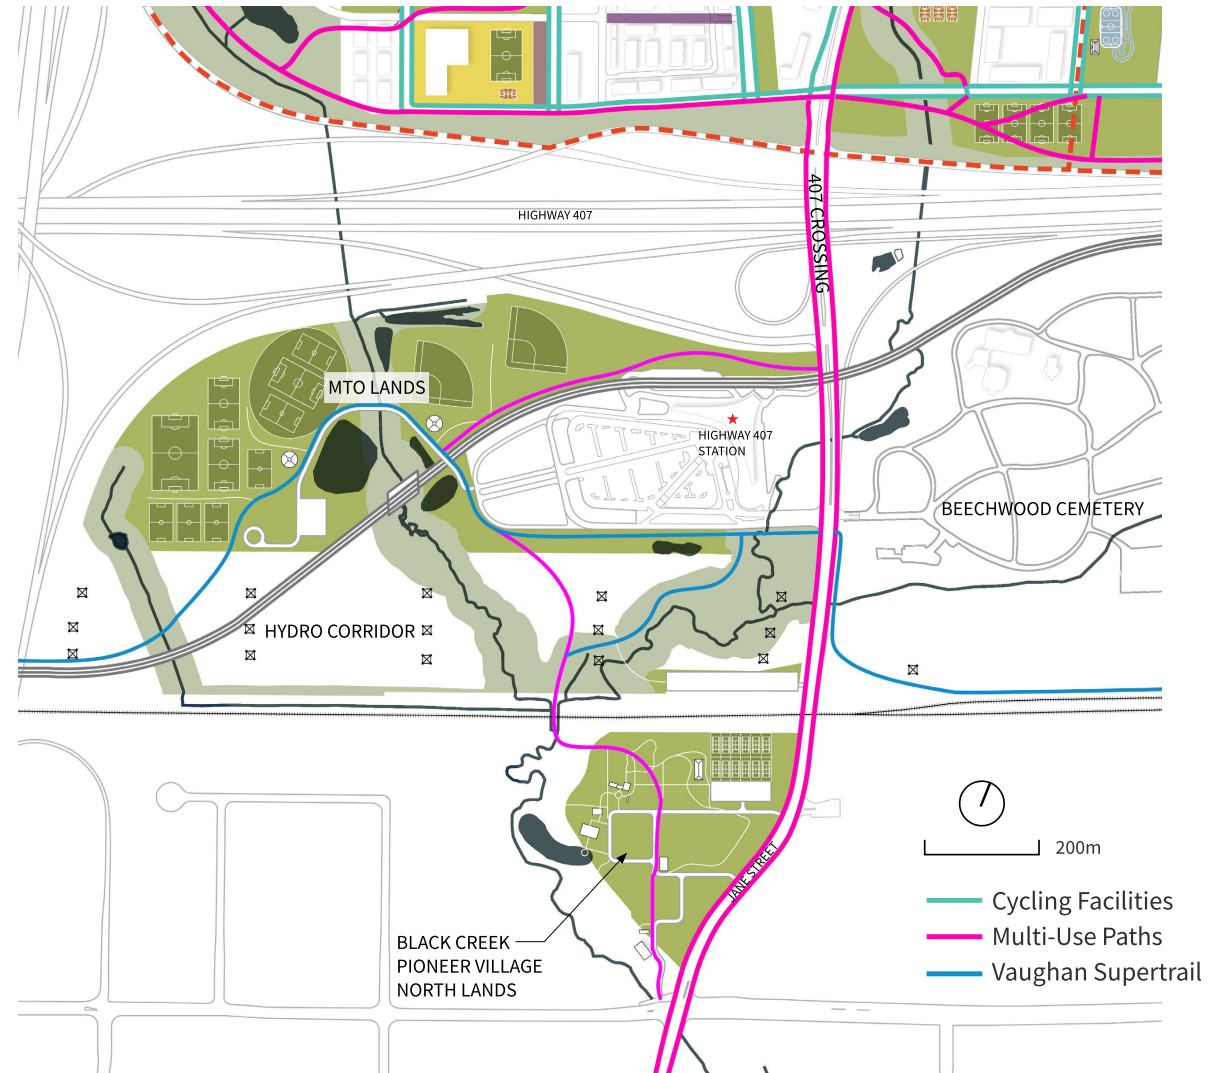 HIGHWAY 407
407 CROSSING
MTO LANDS
HIGHWAY 407
STATION
BEECHWOOD CEMETERY
HYDRO CORRIDOR
JANE STREET
200m
Cycling Facilities
Multi-Use Paths
Vaughan Supertrail
BLACK CREEK
PIONEER VILLAGE
NORTH LANDS